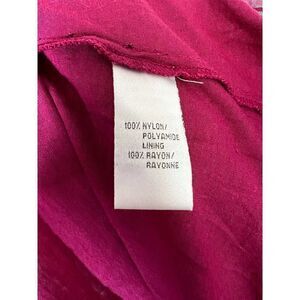 100% NYLON/
POLYAMIDE
LINING
100% RAYON/
RAYONNE